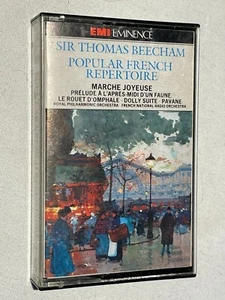 EMI EMINENCE
SIR THOMAS BEECHAM
POPULAR FRENCH
REPERTOIRE
MARCHE JOYEUSE
PRÉLUDE À L'APRÈS-MIDI D'UN FAUNE
LE ROUET D'OMPHALE · DOLLY SUITE · PAVANE
ROYAL PHILHARMONIC ORCHESTRA · FRENCH NATIONAL RADIO ORCHESTRA